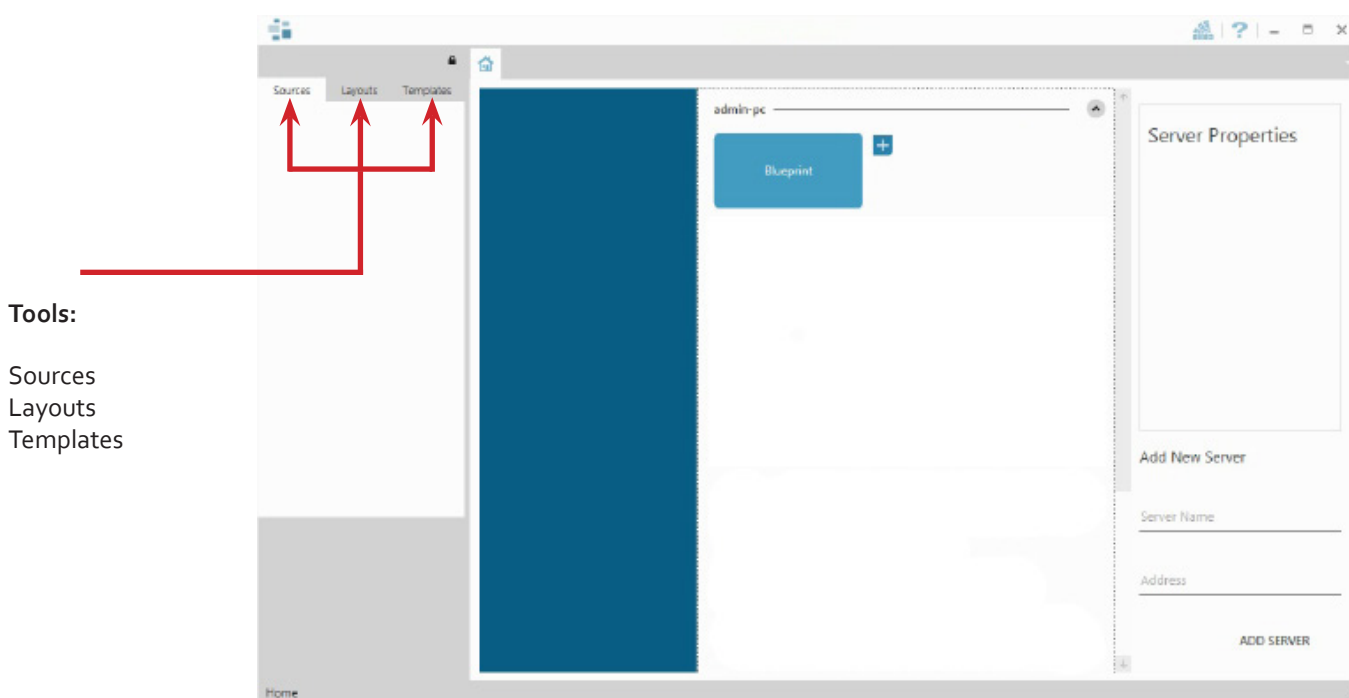 Sources Layouts Templates
admin-pc
Blueprint
Server Properties
Tools:
Sources
Layouts
Templates
Add New Server
Server Name
Address
ADD SERVER
Home